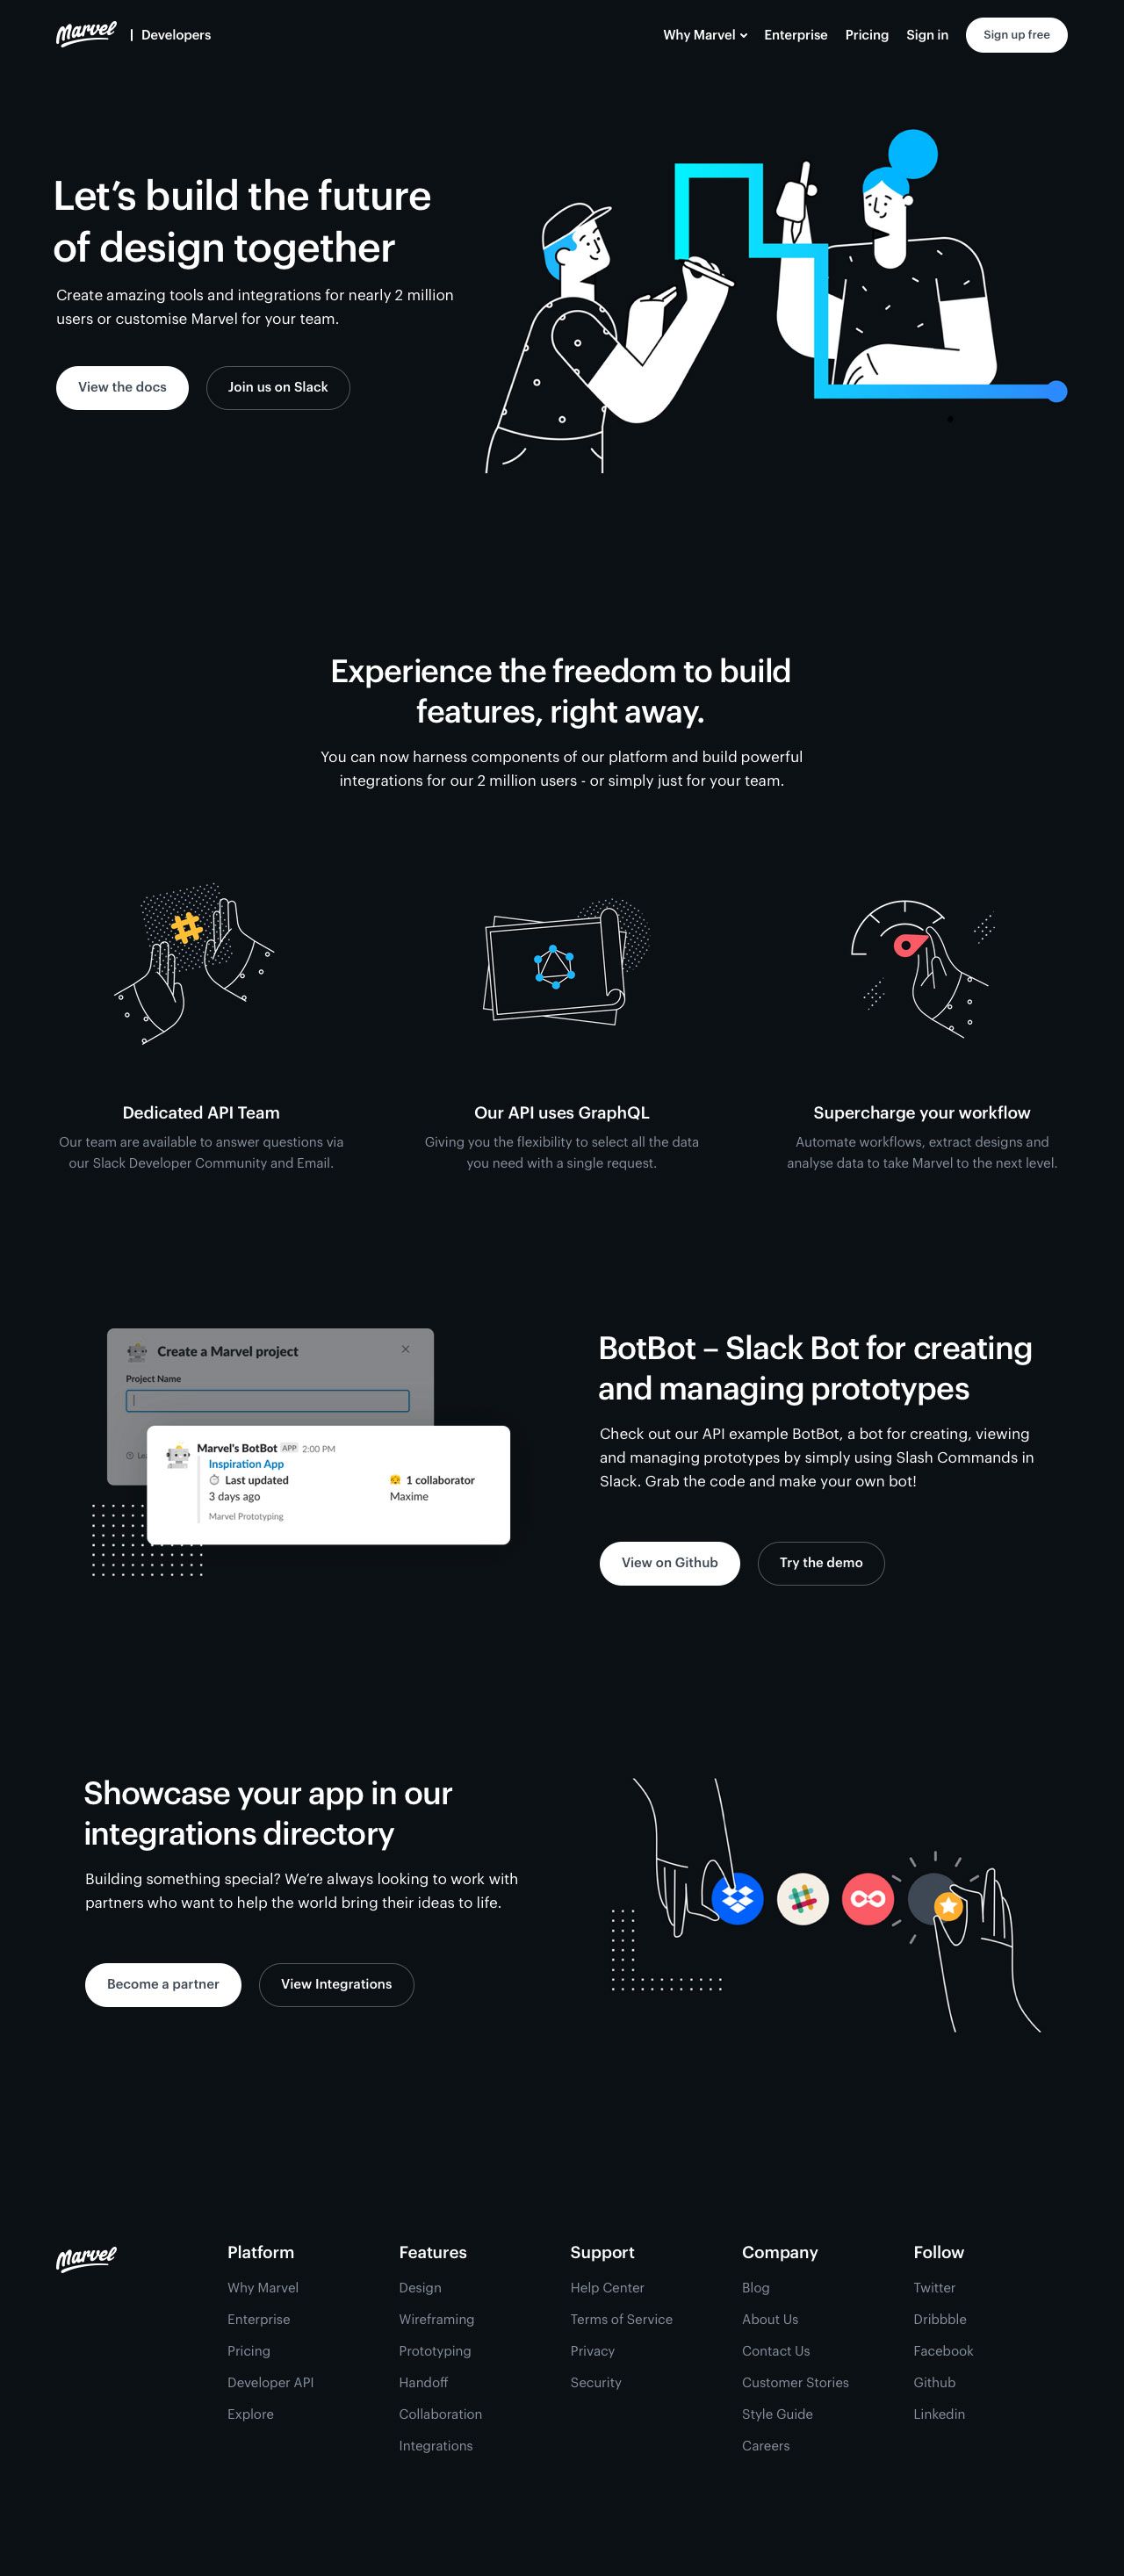 Marvel | Developers
Why Marvel Enterprise Pricing Sign in Sign up free
Let’s build the future
of design together
Create amazing tools and integrations for nearly 2 million
users or customise Marvel for your team.
View the docs Join us on Slack
Experience the freedom to build
features, right away.
You can now harness components of our platform and build powerful
integrations for our 2 million users - or simply just for your team.
Dedicated API Team
Our team are available to answer questions via
our Slack Developer Community and Email.
Our API uses GraphQL
Giving you the flexibility to select all the data
you need with a single request.
Supercharge your workflow
Automate workflows, extract designs and
analyse data to take Marvel to the next level.
Create a Marvel project
Project Name
Marvel's BotBot APP 2:00 PM
Inspiration App
Last updated
3 days ago
1 collaborator
Maxime
Marvel Prototyping
BotBot – Slack Bot for creating
and managing prototypes
Check out our API example BotBot, a bot for creating, viewing
and managing prototypes by simply using Slash Commands in
Slack. Grab the code and make your own bot!
View on Github Try the demo
Showcase your app in our
integrations directory
Building something special? We’re always looking to work with
partners who want to help the world bring their ideas to life.
Become a partner View Integrations
Marvel
Platform
Why Marvel
Enterprise
Pricing
Developer API
Explore
Features
Design
Wireframing
Prototyping
Handoff
Collaboration
Integrations
Support
Help Center
Terms of Service
Privacy
Security
Company
Blog
About Us
Contact Us
Customer Stories
Style Guide
Careers
Follow
Twitter
Dribbble
Facebook
Github
Linkedin